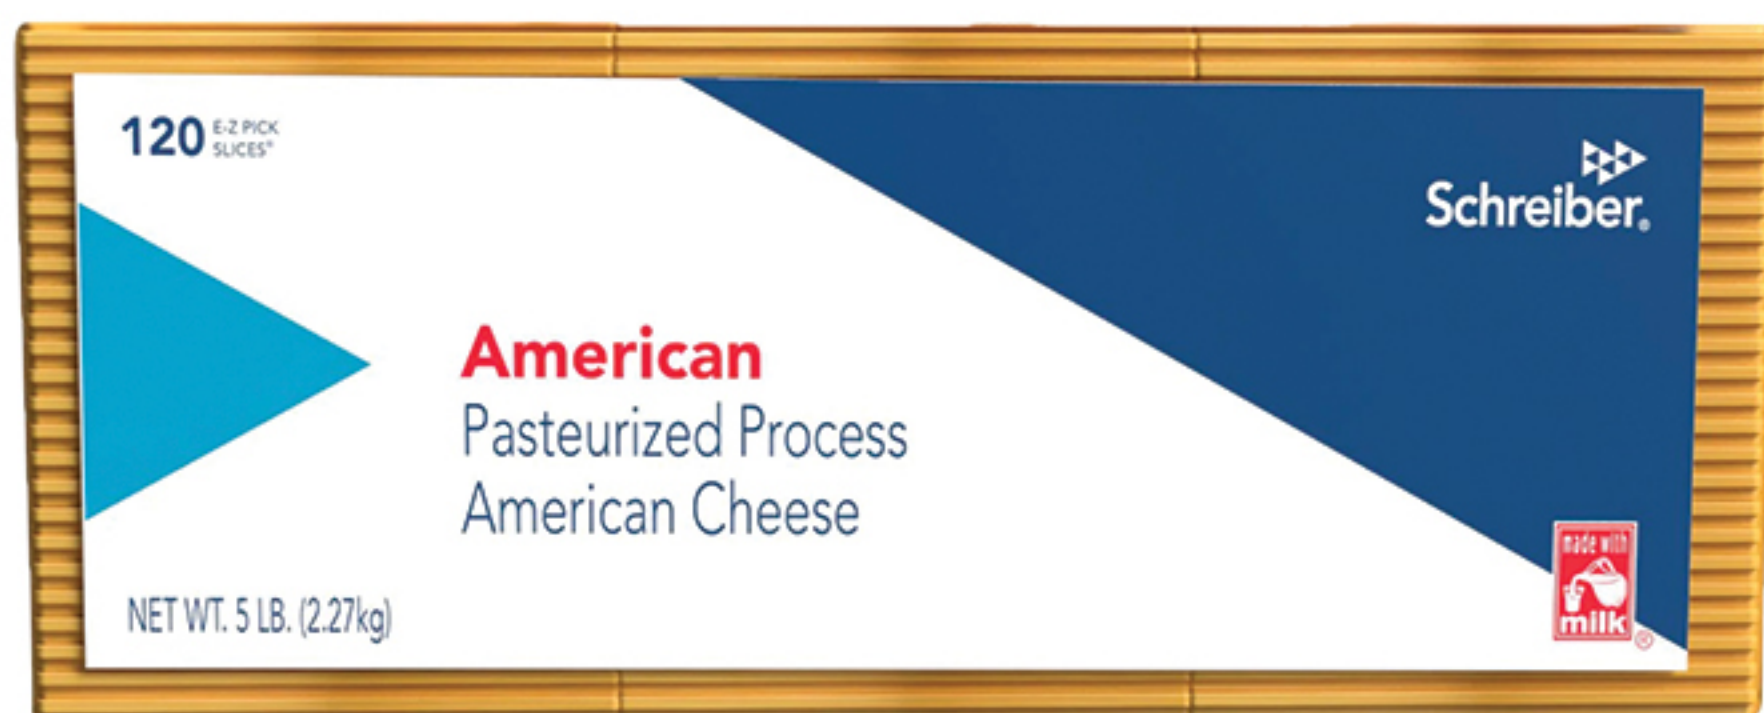 120 E-Z PICK
SLICES®
Schreiber®
American
Pasteurized Process
American Cheese
NET WT. 5 LB. (2.27kg)
made with
milk®